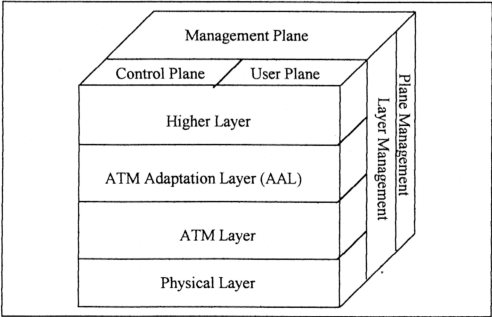 Management Plane
Control Plane
User Plane
Higher Layer
ATM Adaptation Layer (AAL)
ATM Layer
Physical Layer
Layer Management
Plane Management